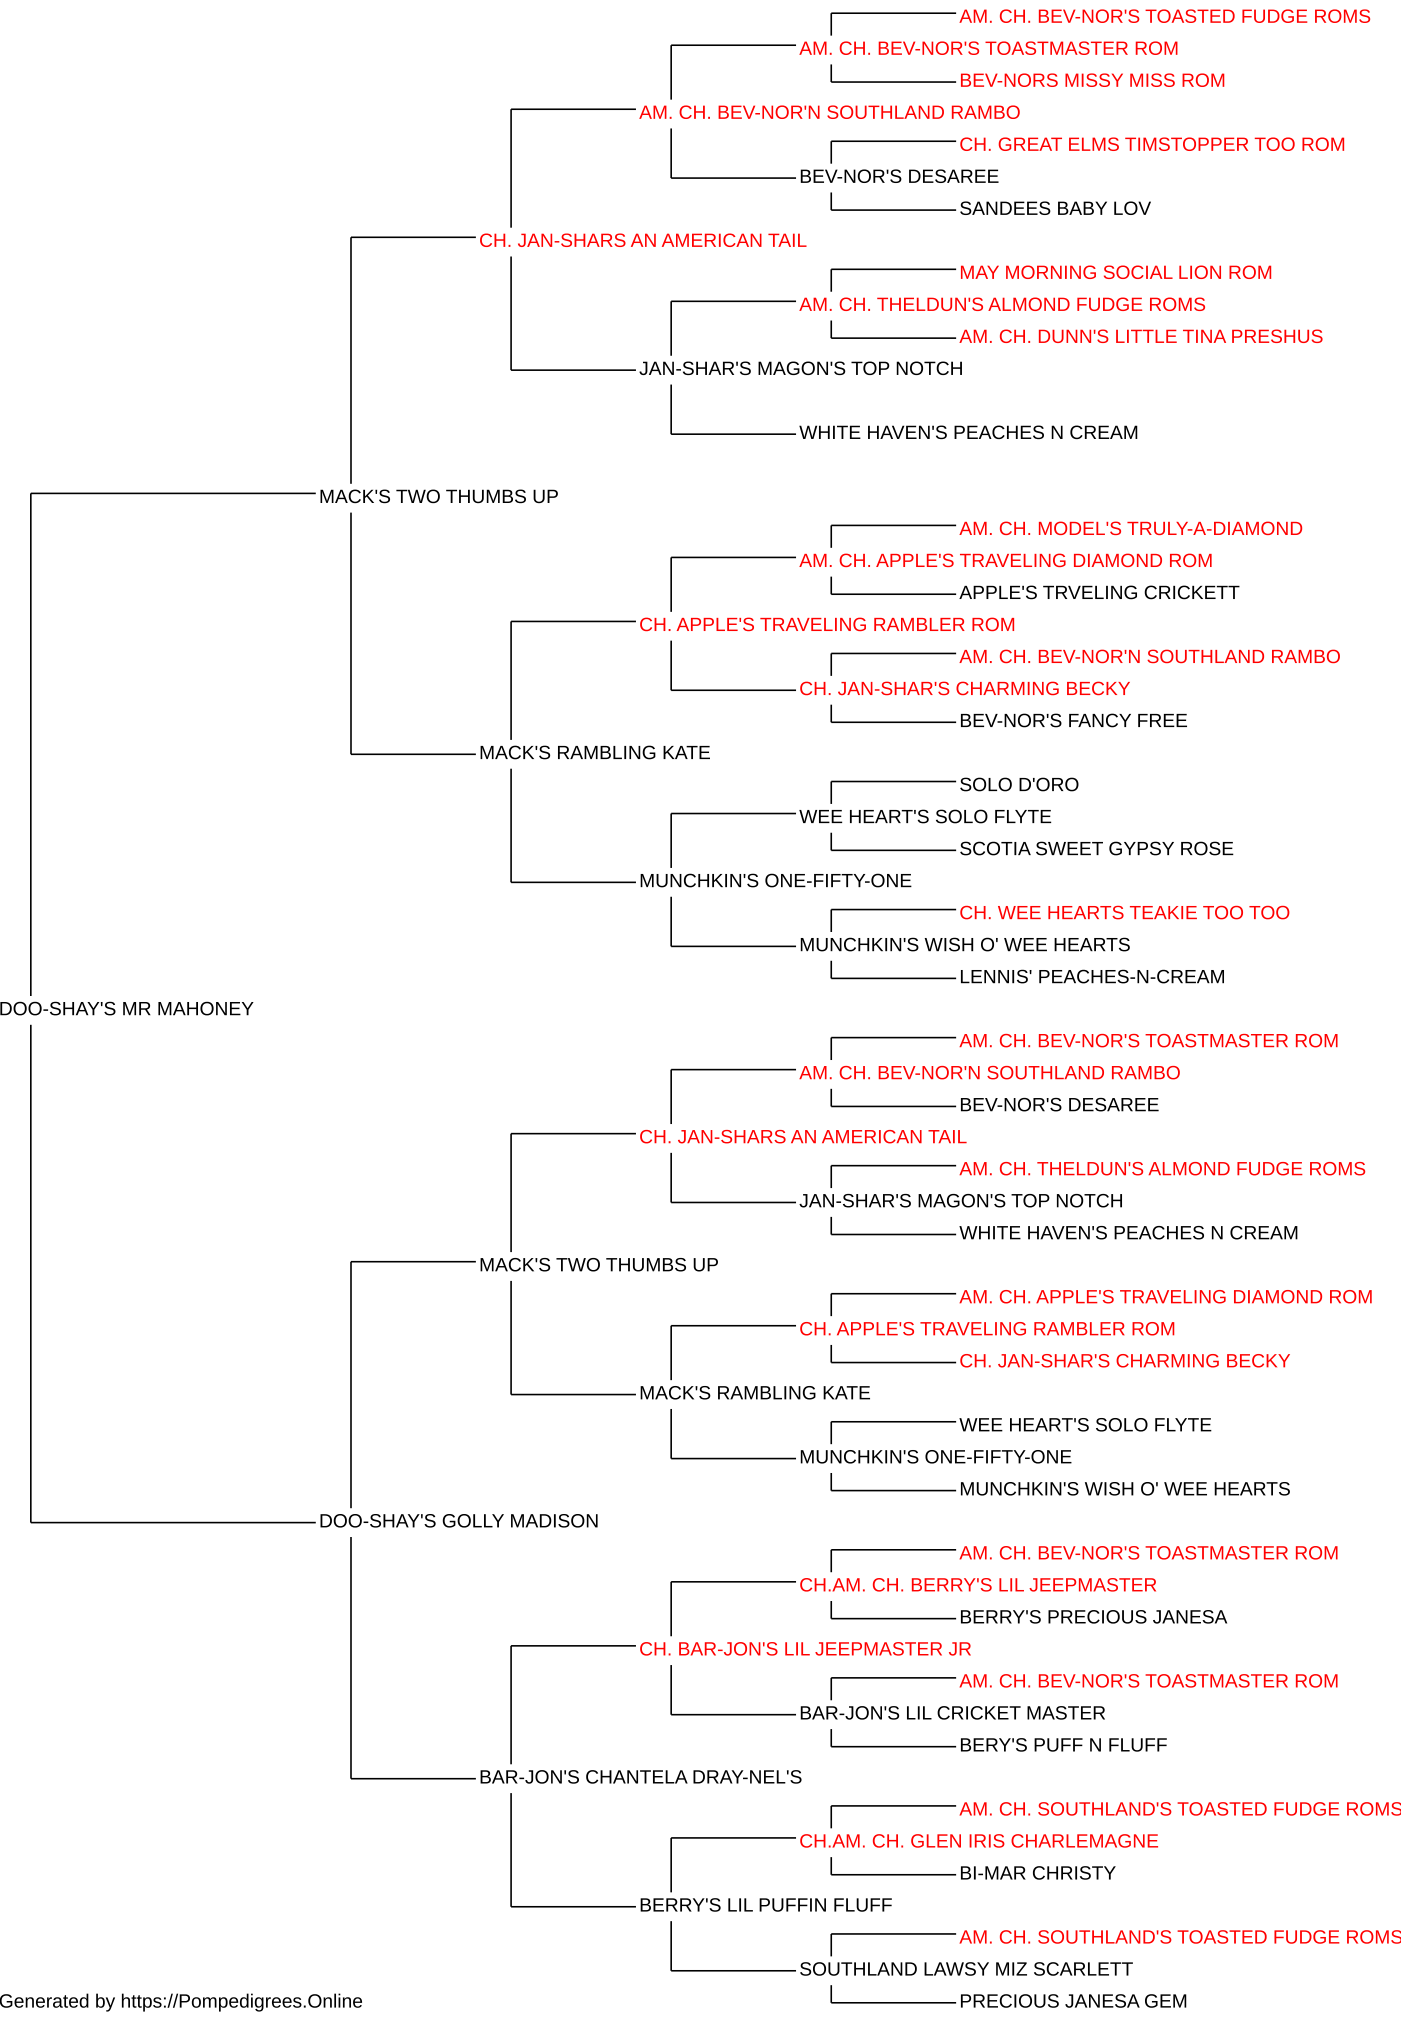 AM. CH. BEV-NOR'S TOASTED FUDGE ROMS
AM. CH. BEV-NOR'S TOASTMASTER ROM
BEV-NORS MISSY MISS ROM
AM. CH. BEV-NOR'N SOUTHLAND RAMBO
CH. GREAT ELMS TIMSTOPPER TOO ROM
BEV-NOR'S DESAREE
SANDEES BABY LOV
CH. JAN-SHARS AN AMERICAN TAIL
MAY MORNING SOCIAL LION ROM
AM. CH. THELDUN'S ALMOND FUDGE ROMS
AM. CH. DUNN'S LITTLE TINA PRESHUS
JAN-SHAR'S MAGON'S TOP NOTCH
WHITE HAVEN'S PEACHES N CREAM
MACK'S TWO THUMBS UP
AM. CH. MODEL'S TRULY-A-DIAMOND
AM. CH. APPLE'S TRAVELING DIAMOND ROM
APPLE'S TRVELING CRICKETT
CH. APPLE'S TRAVELING RAMBLER ROM
AM. CH. BEV-NOR'N SOUTHLAND RAMBO
CH. JAN-SHAR'S CHARMING BECKY
BEV-NOR'S FANCY FREE
MACK'S RAMBLING KATE
SOLO D'ORO
WEE HEART'S SOLO FLYTE
SCOTIA SWEET GYPSY ROSE
MUNCHKIN'S ONE-FIFTY-ONE
CH. WEE HEARTS TEAKIE TOO TOO
MUNCHKIN'S WISH O' WEE HEARTS
LENNIS' PEACHES-N-CREAM
DOO-SHAY'S MR MAHONEY
AM. CH. BEV-NOR'S TOASTMASTER ROM
AM. CH. BEV-NOR'N SOUTHLAND RAMBO
BEV-NOR'S DESAREE
CH. JAN-SHARS AN AMERICAN TAIL
AM. CH. THELDUN'S ALMOND FUDGE ROMS
JAN-SHAR'S MAGON'S TOP NOTCH
WHITE HAVEN'S PEACHES N CREAM
MACK'S TWO THUMBS UP
AM. CH. APPLE'S TRAVELING DIAMOND ROM
CH. APPLE'S TRAVELING RAMBLER ROM
CH. JAN-SHAR'S CHARMING BECKY
MACK'S RAMBLING KATE
WEE HEART'S SOLO FLYTE
MUNCHKIN'S ONE-FIFTY-ONE
MUNCHKIN'S WISH O' WEE HEARTS
DOO-SHAY'S GOLLY MADISON
AM. CH. BEV-NOR'S TOASTMASTER ROM
CH.AM. CH. BERRY'S LIL JEEPMASTER
BERRY'S PRECIOUS JANESA
CH. BAR-JON'S LIL JEEPMASTER JR
AM. CH. BEV-NOR'S TOASTMASTER ROM
BAR-JON'S LIL CRICKET MASTER
BERY'S PUFF N FLUFF
BAR-JON'S CHANTELA DRAY-NEL'S
AM. CH. SOUTHLAND'S TOASTED FUDGE ROMS
CH.AM. CH. GLEN IRIS CHARLEMAGNE
BI-MAR CHRISTY
BERRY'S LIL PUFFIN FLUFF
AM. CH. SOUTHLAND'S TOASTED FUDGE ROMS
SOUTHLAND LAWSY MIZ SCARLETT
PRECIOUS JANESA GEM
Generated by https://Pompedigrees.Online